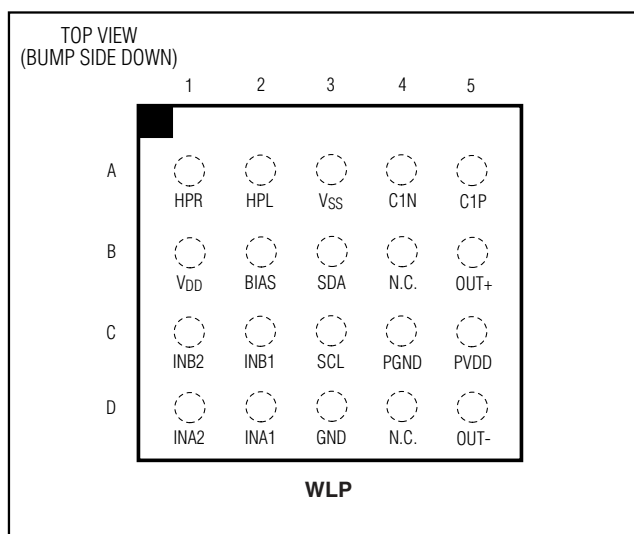 TOP VIEW
(BUMP SIDE DOWN)
1 2 3 4 5
A
HPR HPL VSS C1N C1P
B
VDD BIAS SDA N.C. OUT+
C
INB2 INB1 SCL PGND PVDD
D
INA2 INA1 GND N.C. OUT-
WLP